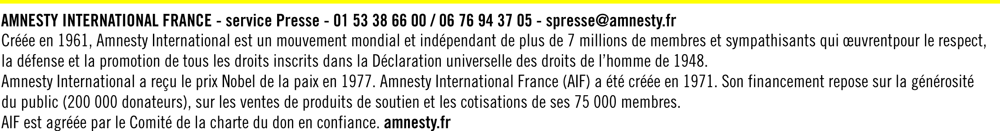 AMNESTY INTERNATIONAL FRANCE - service Presse - 01 53 38 66 00 / 06 76 94 37 05 - spresse@amnesty.fr
Créée en 1961, Amnesty International est un mouvement mondial et indépendant de plus de 7 millions de membres et sympathisants qui œuvrentpour le respect,
la défense et la promotion de tous les droits inscrits dans la Déclaration universelle des droits de l’homme de 1948.
Amnesty International a reçu le prix Nobel de la paix en 1977. Amnesty International France (AIF) a été créée en 1971. Son financement repose sur la générosité
du public (200 000 donateurs), sur les ventes de produits de soutien et les cotisations de ses 75 000 membres.
AIF est agréée par le Comité de la charte du don en confiance. amnesty.fr